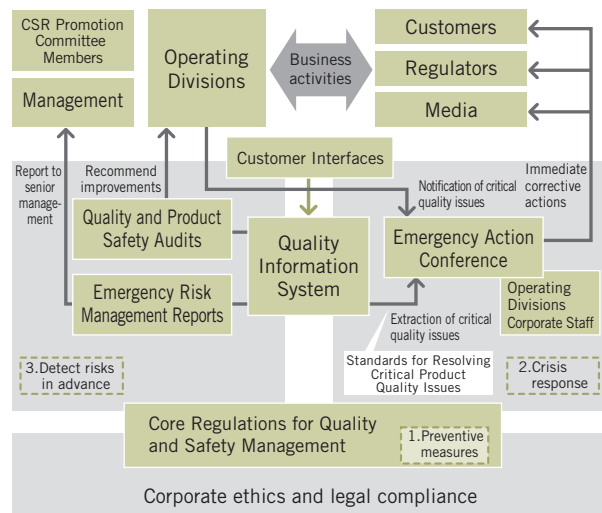 CSR Promotion
Committee
Members
Management
Operating
Divisions
Business
activities
Customers
Regulators
Media
Report to
senior
manage-
ment
Recommend
improvements
Customer Interfaces
Notification of critical
quality issues
Immediate
corrective
actions
Quality and Product
Safety Audits
Quality
Information
System
Emergency Action
Conference
Emergency Risk
Management Reports
Operating
Divisions
Corporate Staff
Extraction of critical
quality issues
Standards for Resolving
Critical Product
Quality Issues
3.Detect risks
in advance
2.Crisis
response
Core Regulations for Quality
and Safety Management
1.Preventive
measures
Corporate ethics and legal compliance